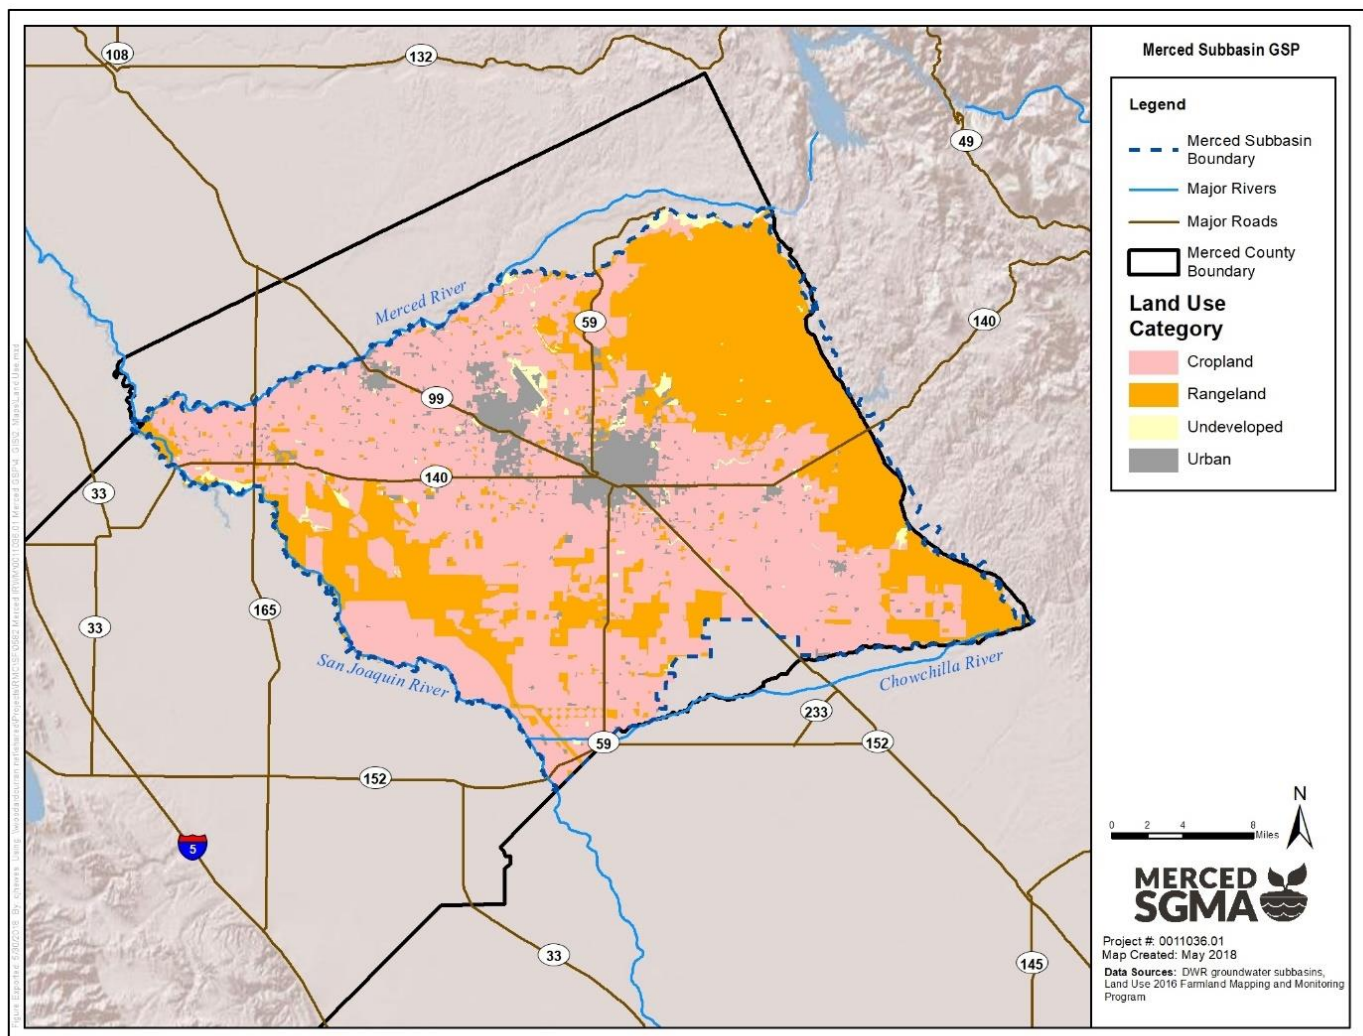 Merced Subbasin GSP
Legend
Merced Subbasin
Boundary
Major Rivers
Major Roads
Merced County
Boundary
Land Use
Category
Cropland
Rangeland
Undeveloped
Urban
108
132
49
140
59
99
140
33
33
165
Merced River
San Joaquin River
Chowchilla River
233
59
152
152
5
33
145
N
0 2 4 8
Miles
MERCED
SGMA
Project #: 0011036.01
Map Created: May 2018
Data Sources: DWR groundwater subbasins,
Land Use 2016 Farmland Mapping and Monitoring
Program